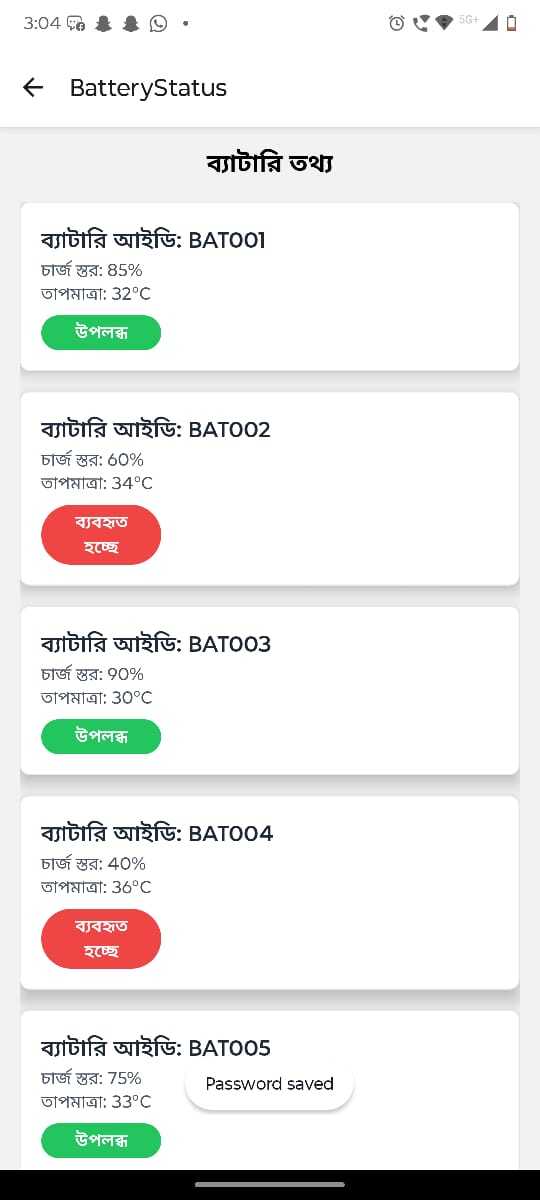 3:04
5G+
BatteryStatus
ব্যাটারি তথ্য
ব্যাটারি আইডি: BAT001
চার্জ স্তর: 85%
তাপমাত্রা: 32°C
উপলব্ধ
ব্যাটারি আইডি: BAT002
চার্জ স্তর: 60%
তাপমাত্রা: 34°C
ব্যবহৃত
হচ্ছে
ব্যাটারি আইডি: BAT003
চার্জ স্তর: 90%
তাপমাত্রা: 30°C
উপলব্ধ
ব্যাটারি আইডি: BAT004
চার্জ স্তর: 40%
তাপমাত্রা: 36°C
ব্যবহৃত
হচ্ছে
ব্যাটারি আইডি: BAT005
চার্জ স্তর: 75%
তাপমাত্রা: 33°C
Password saved
উপলব্ধ